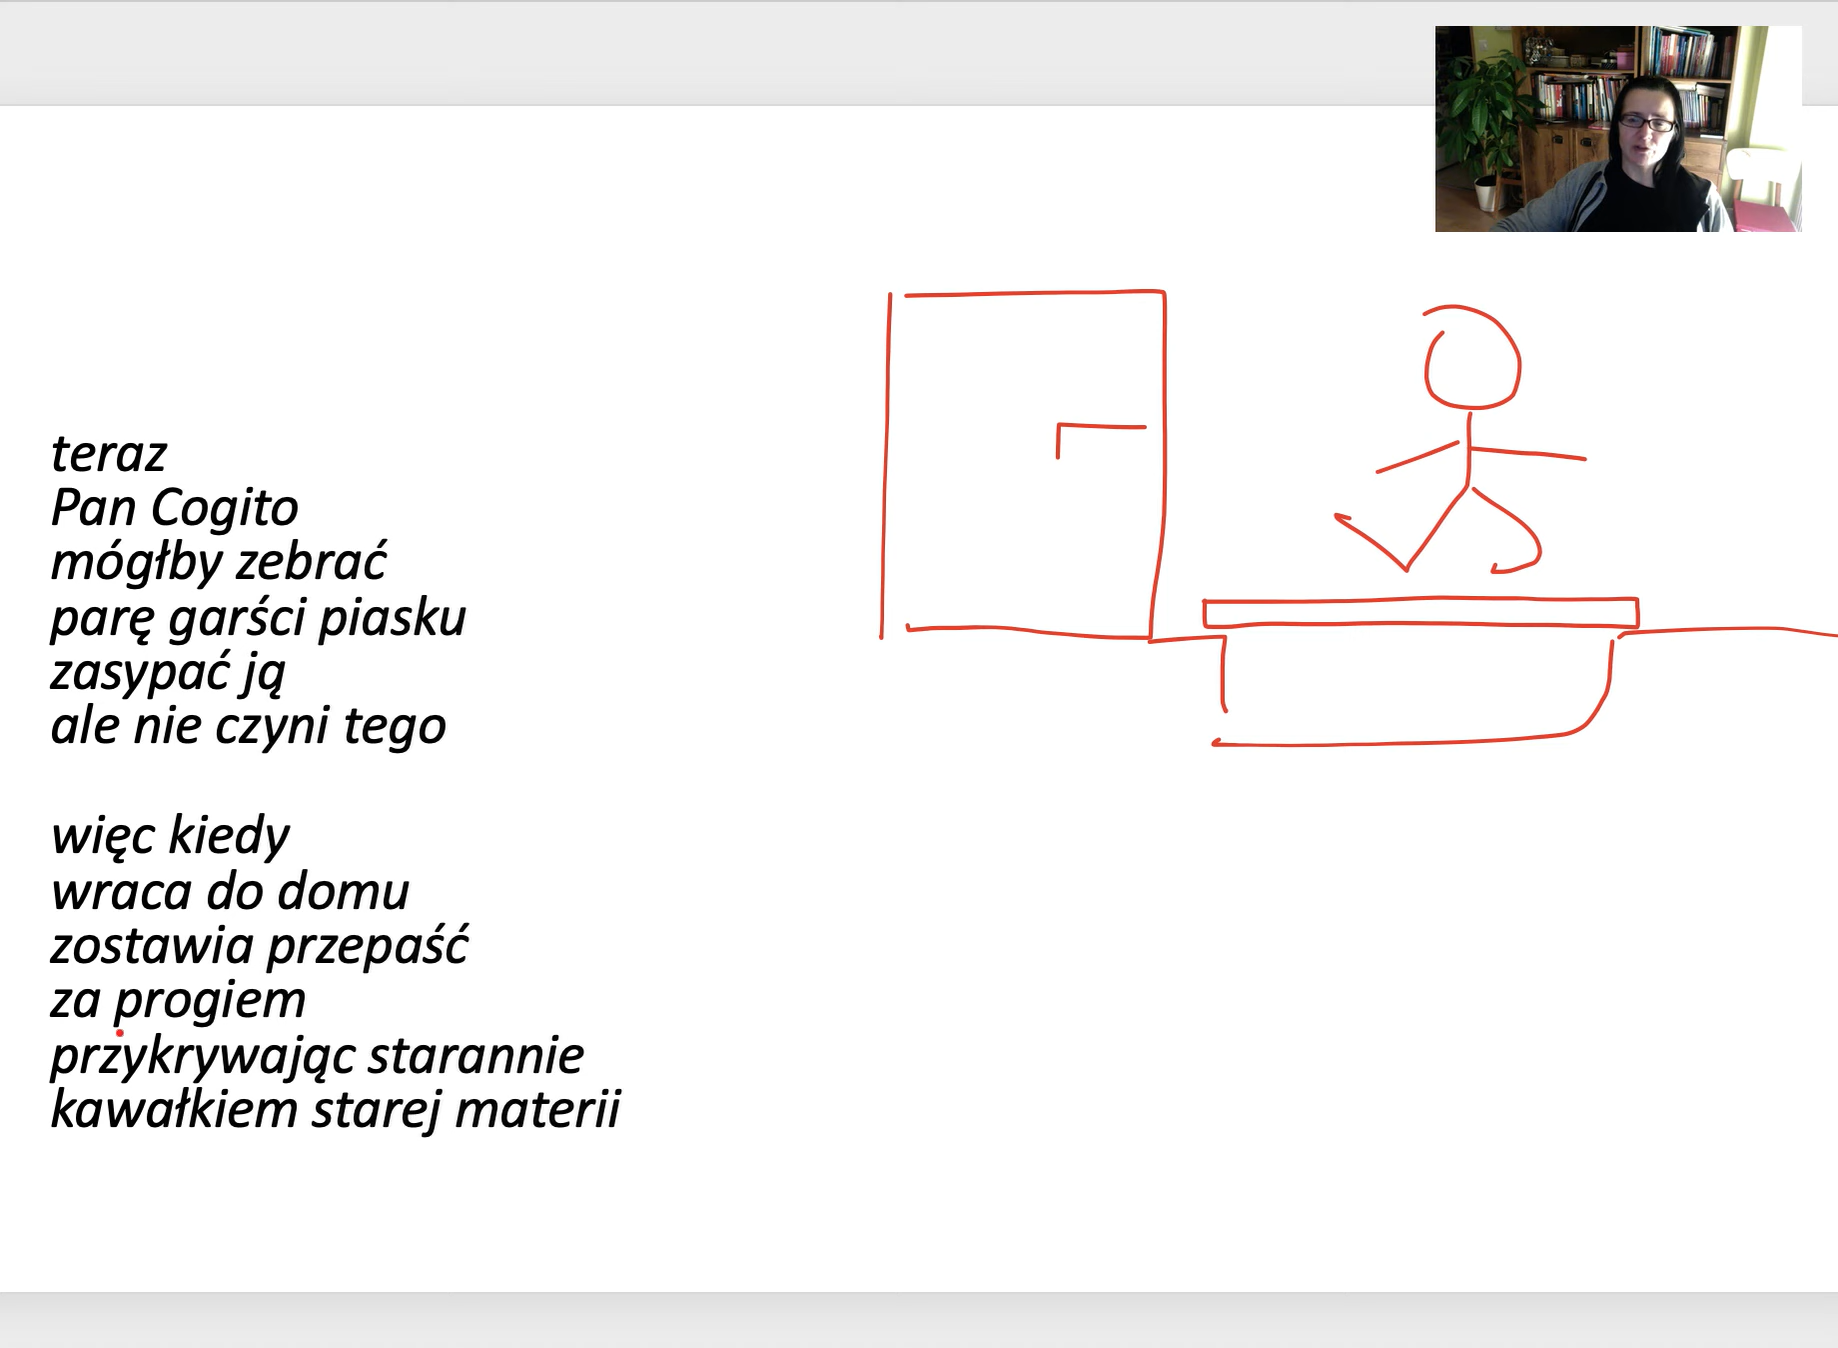 teraz
Pan Cogito
mógłby zebrać
parę garści piasku
zasypać ją
ale nie czyni tego
więc kiedy
wraca do domu
zostawia przepaść
za progiem
przykrywając starannie
kawałkiem starej materii